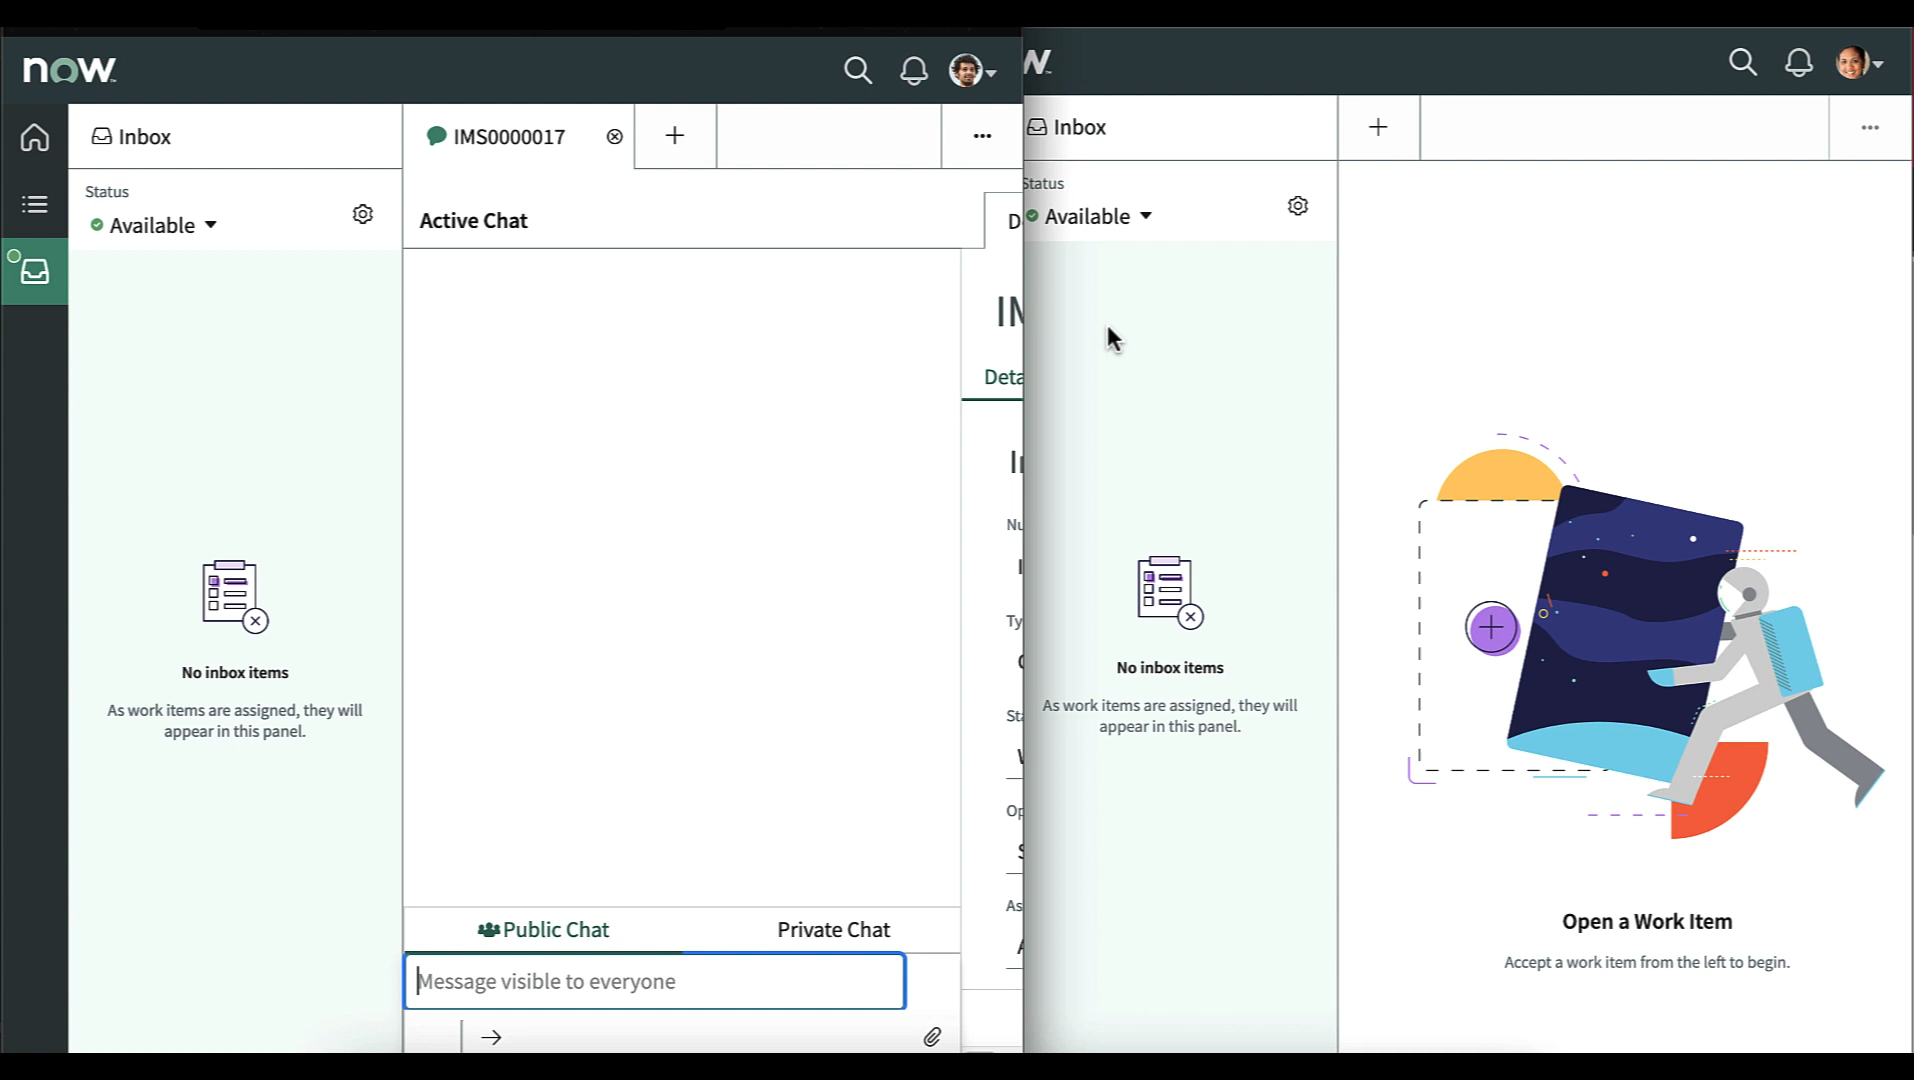 now
Inbox
IMS0000017
Status
Available
Active Chat
No inbox items
As work items are assigned, they will
appear in this panel.
Public Chat
Private Chat
Message visible to everyone
Inbox
Status
Available
No inbox items
As work items are assigned, they will
appear in this panel.
Open a Work Item
Accept a work item from the left to begin.